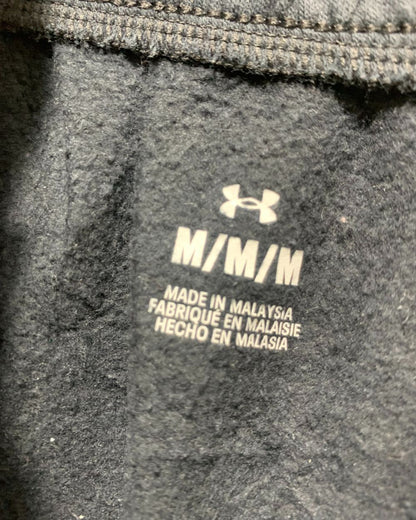 M/M/M
MADE IN MALAYSIA
FABRIQUÉ EN MALAISIE
HECHO EN MALASIA